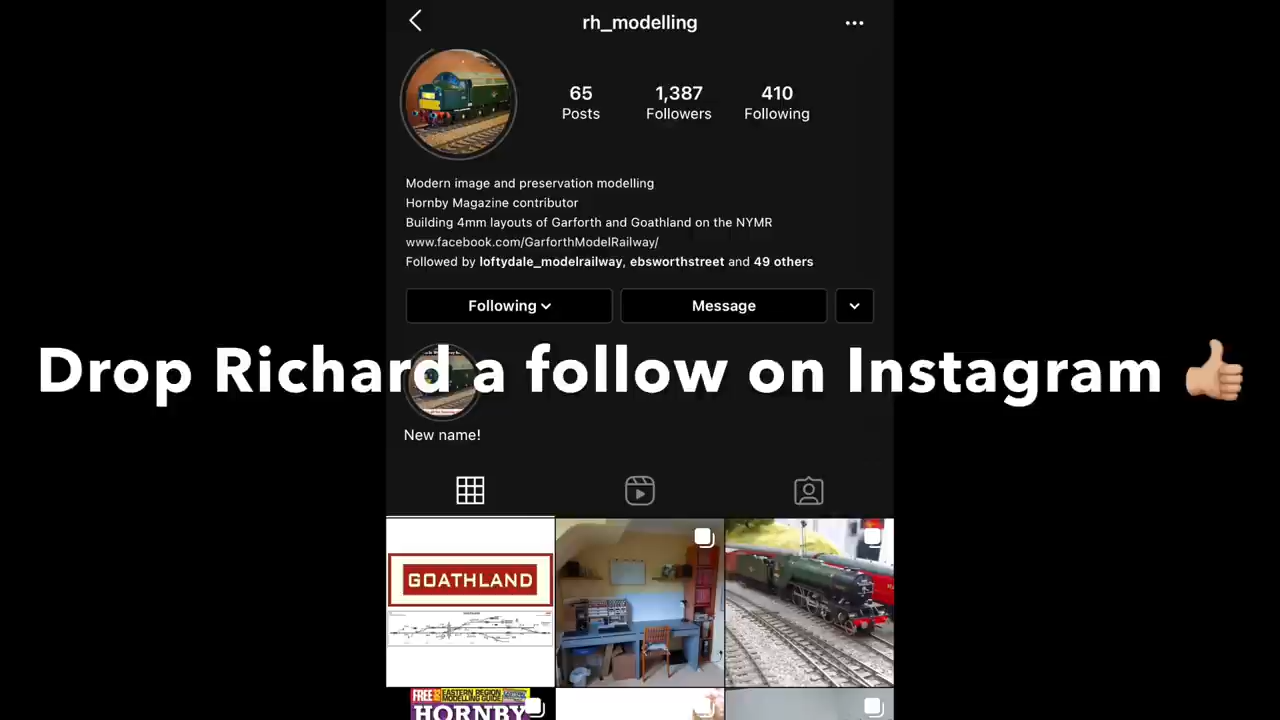 rh_modelling
65
Posts
1,387
Followers
410
Following
Modern image and preservation modelling
Hornby Magazine contributor
Building 4mm layouts of Garforth and Goathland on the NYMR
www.facebook.com/GarforthModelRailway/
Followed by loftydale_modelrailway, ebsworthstreet and 49 others
Following
Message
Drop Richard a follow on Instagram 👍🏼
New name!
GOATHLAND
FREE
EASTERN REGION
MODELLING GUIDE
HORNBY